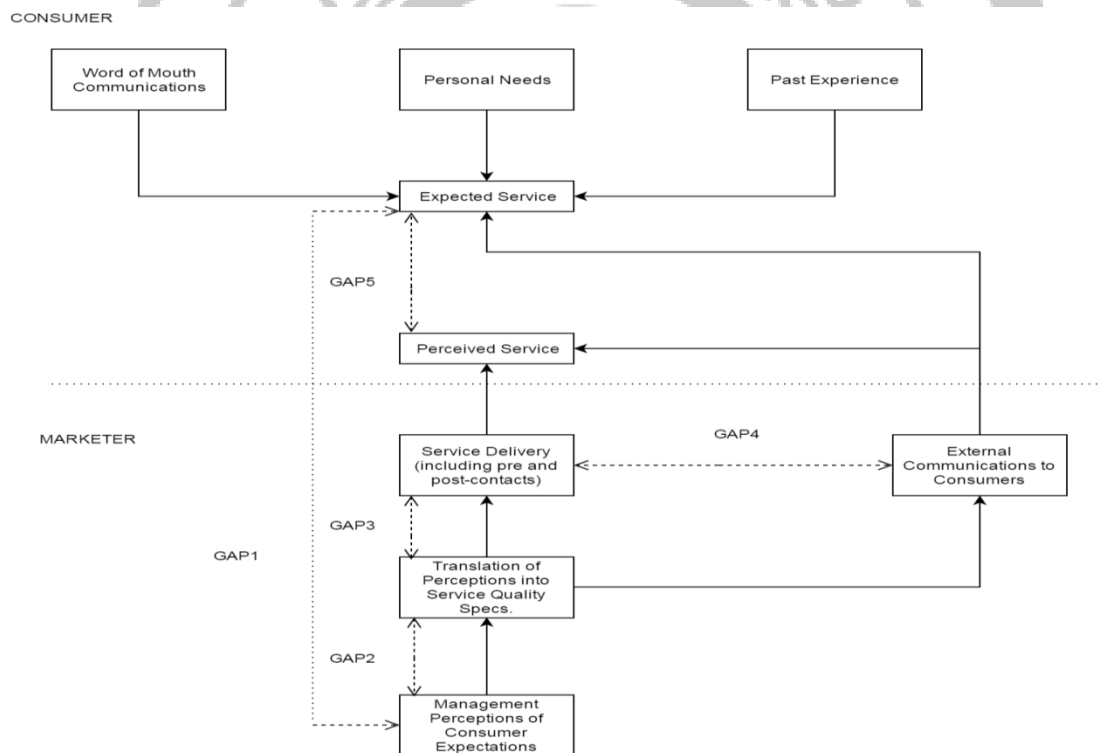 CONSUMER
Word of Mouth
Communications
Personal Needs
Past Experience
Expected Service
GAP5
Perceived Service
MARKETER
GAP4
Service Delivery
(including pre and
post-contacts)
External
Communications to
Consumers
GAP3
GAP1
Translation of
Perceptions into
Service Quality
Specs.
GAP2
Management
Perceptions of
Consumer
Expectations